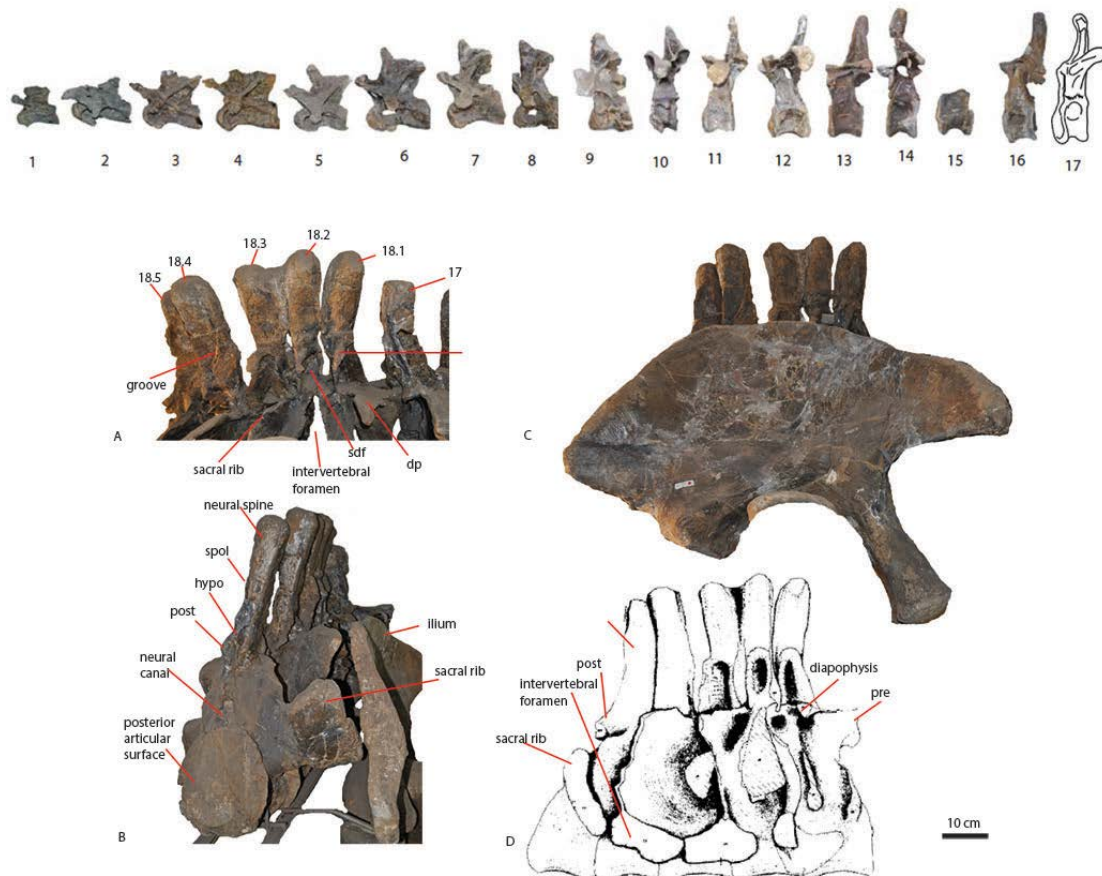 1 2 3 4 5 6 7 8 9 10 11 12 13 14 15 16 17
18.5
18.4
18.3
18.2
18.1
17
groove
sacral rib
intervertebral
foramen
sdf
dp
A
C
neural spine
spol
hypo
post
neural
canal
posterior
articular
surface
ilium
sacral rib
B
post
intervertebral
foramen
sacral rib
diapophysis
pre
D
10 cm